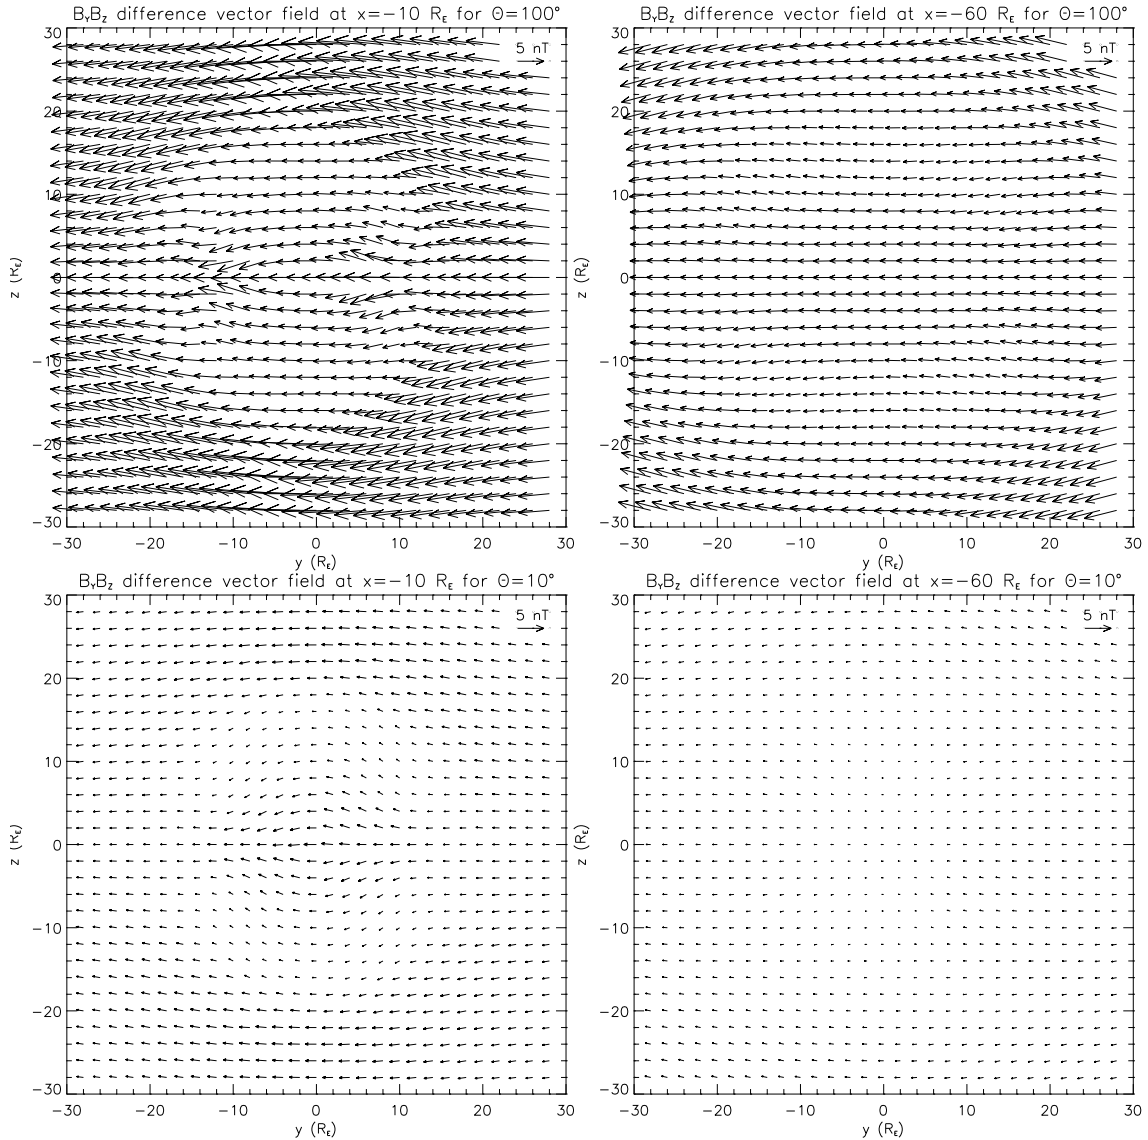 BYBZ difference vector field at x=−10 RE for Θ=100°
5 nT
30
20
10
0
−10
−20
−30
z (RE)
−30 −20 −10 0 10 20 30
y (RE)
BYBZ difference vector field at x=−60 RE for Θ=100°
5 nT
30
20
10
0
−10
−20
−30
z (RE)
−30 −20 −10 0 10 20 30
y (RE)
BYBZ difference vector field at x=−10 RE for Θ=10°
5 nT
30
20
10
0
−10
−20
−30
z (RE)
−30 −20 −10 0 10 20 30
y (RE)
BYBZ difference vector field at x=−60 RE for Θ=10°
5 nT
30
20
10
0
−10
−20
−30
z (RE)
−30 −20 −10 0 10 20 30
y (RE)